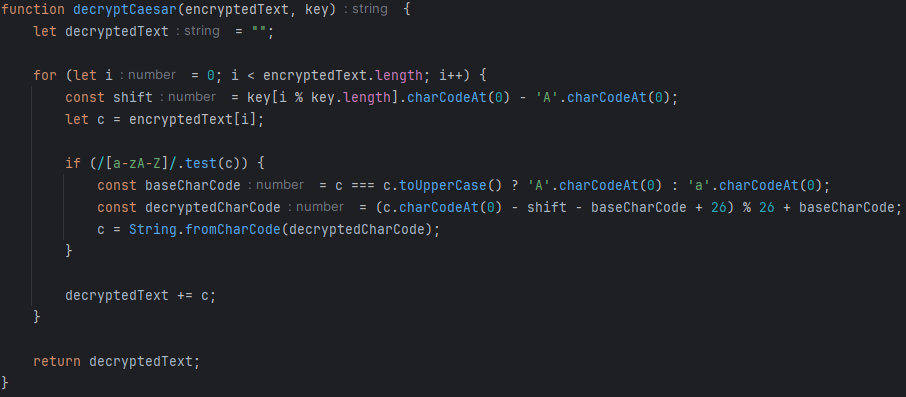 function decryptCaesar(encryptedText, key) : string {
    let decryptedText : string = "";

    for (let i : number = 0; i < encryptedText.length; i++) {
        const shift : number = key[i % key.length].charCodeAt(0) - 'A'.charCodeAt(0);
        let c = encryptedText[i];

        if (/[a-zA-Z]/.test(c)) {
            const baseCharCode : number = c === c.toUpperCase() ? 'A'.charCodeAt(0) : 'a'.charCodeAt(0);
            const decryptedCharCode : number = (c.charCodeAt(0) - shift - baseCharCode + 26) % 26 + baseCharCode;
            c = String.fromCharCode(decryptedCharCode);
        }

        decryptedText += c;
    }

    return decryptedText;
}